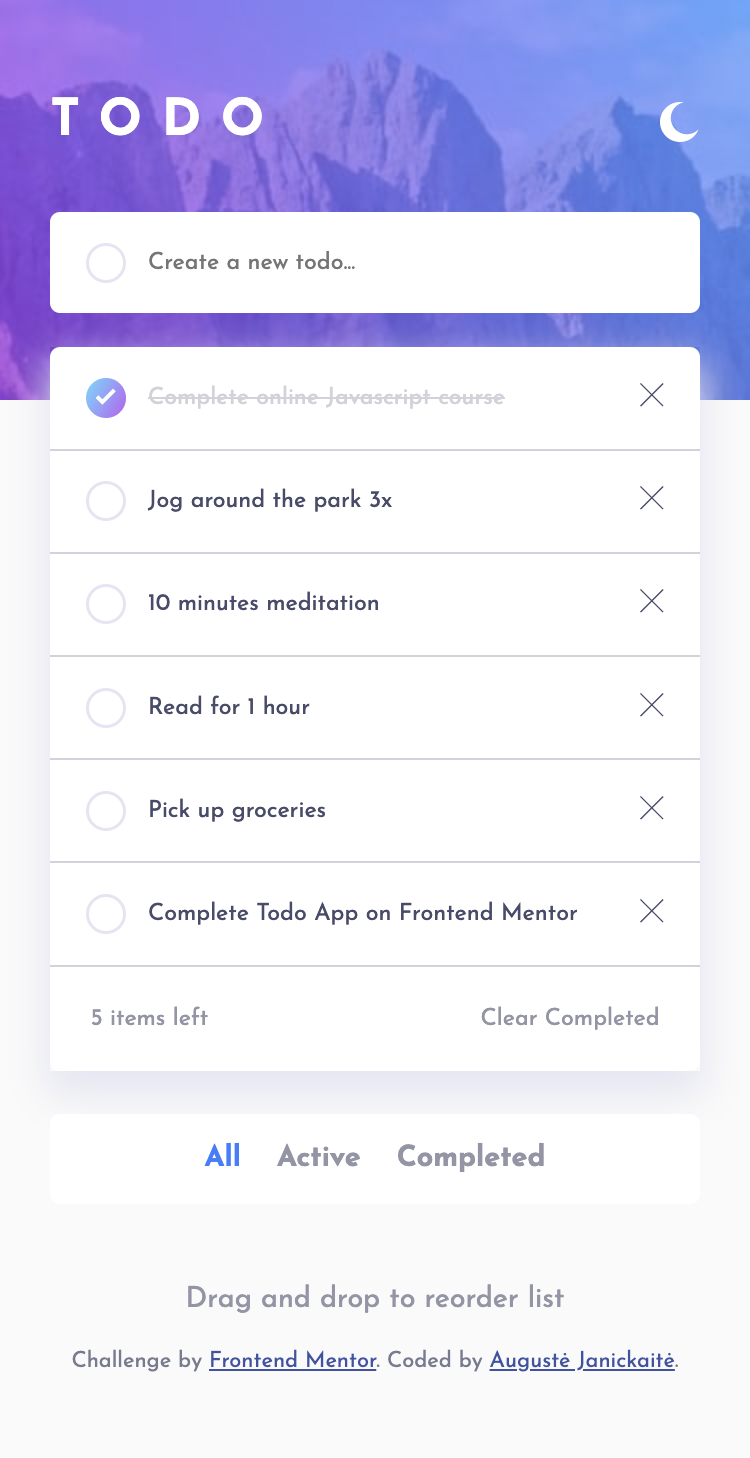 TODO
Create a new todo...
Complete online Javascript course
Jog around the park 3x
10 minutes meditation
Read for 1 hour
Pick up groceries
Complete Todo App on Frontend Mentor
5 items left Clear Completed
All Active Completed
Drag and drop to reorder list
Challenge by Frontend Mentor. Coded by Augustė Janickaitė.